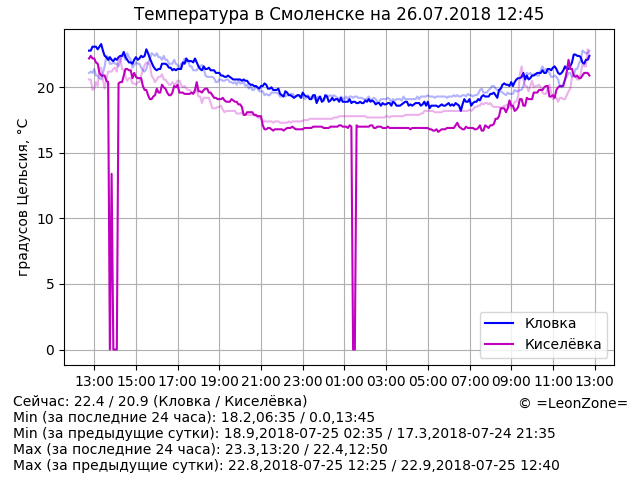 Температура в Смоленске на 26.07.2018 12:45
градусов Цельсия, °C
20
15
10
5
0
Кловка
Киселёвка
13:00 15:00 17:00 19:00 21:00 23:00 01:00 03:00 05:00 07:00 09:00 11:00 13:00
Сейчас: 22.4 / 20.9 (Кловка / Киселёвка)
© =LeonZone=
Min (за последние 24 часа): 18.2,06:35 / 0.0,13:45
Min (за предыдущие сутки): 18.9,2018-07-25 02:35 / 17.3,2018-07-24 21:35
Max (за последние 24 часа): 23.3,13:20 / 22.4,12:50
Max (за предыдущие сутки): 22.8,2018-07-25 12:25 / 22.9,2018-07-25 12:40